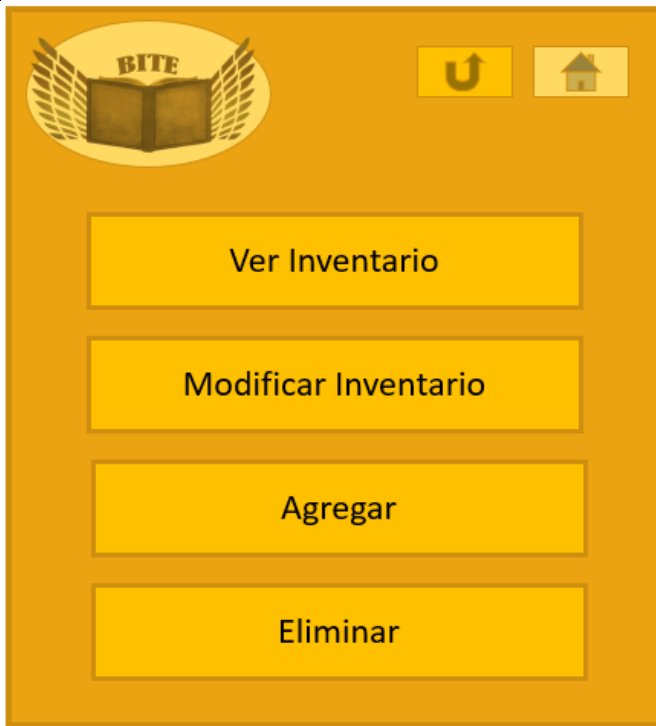 BITE
Ver Inventario
Modificar Inventario
Agregar
Eliminar